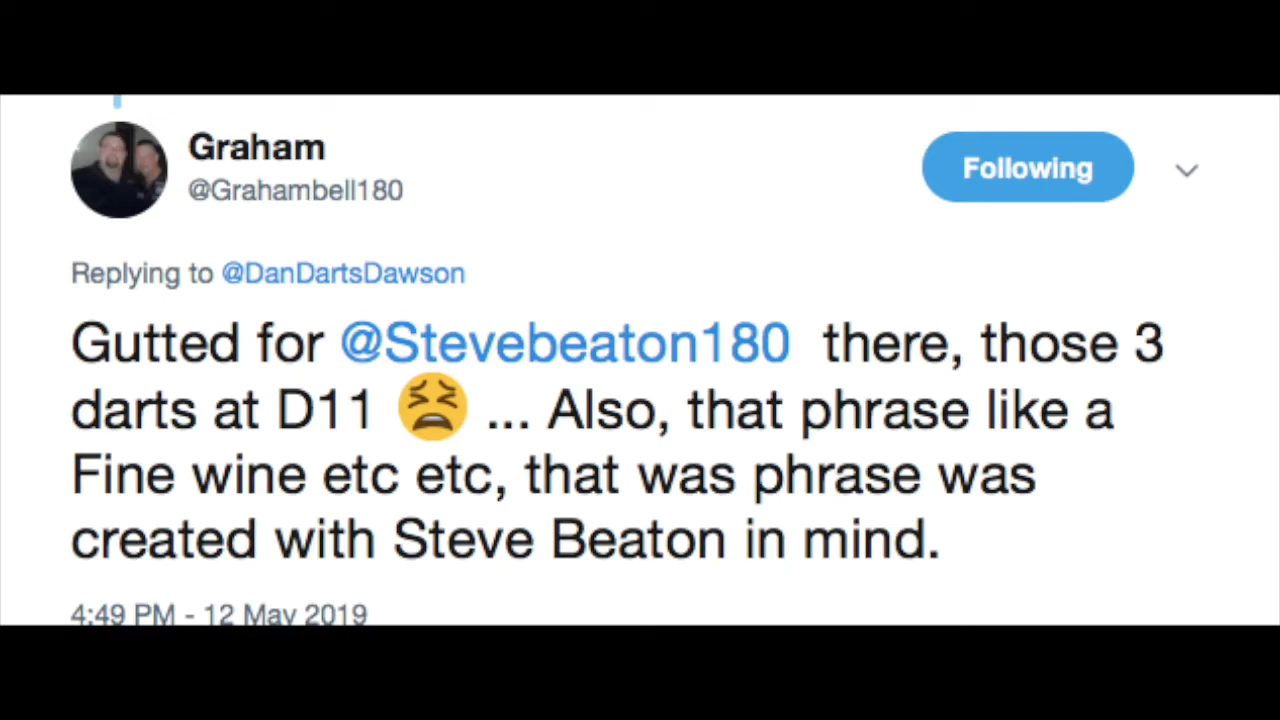 Graham
@Grahambell180
Following
Replying to @DanDartsDawson
Gutted for @Stevebeaton180 there, those 3
darts at D11 😫 ... Also, that phrase like a
Fine wine etc etc, that was phrase was
created with Steve Beaton in mind.
4:49 PM - 12 May 2019